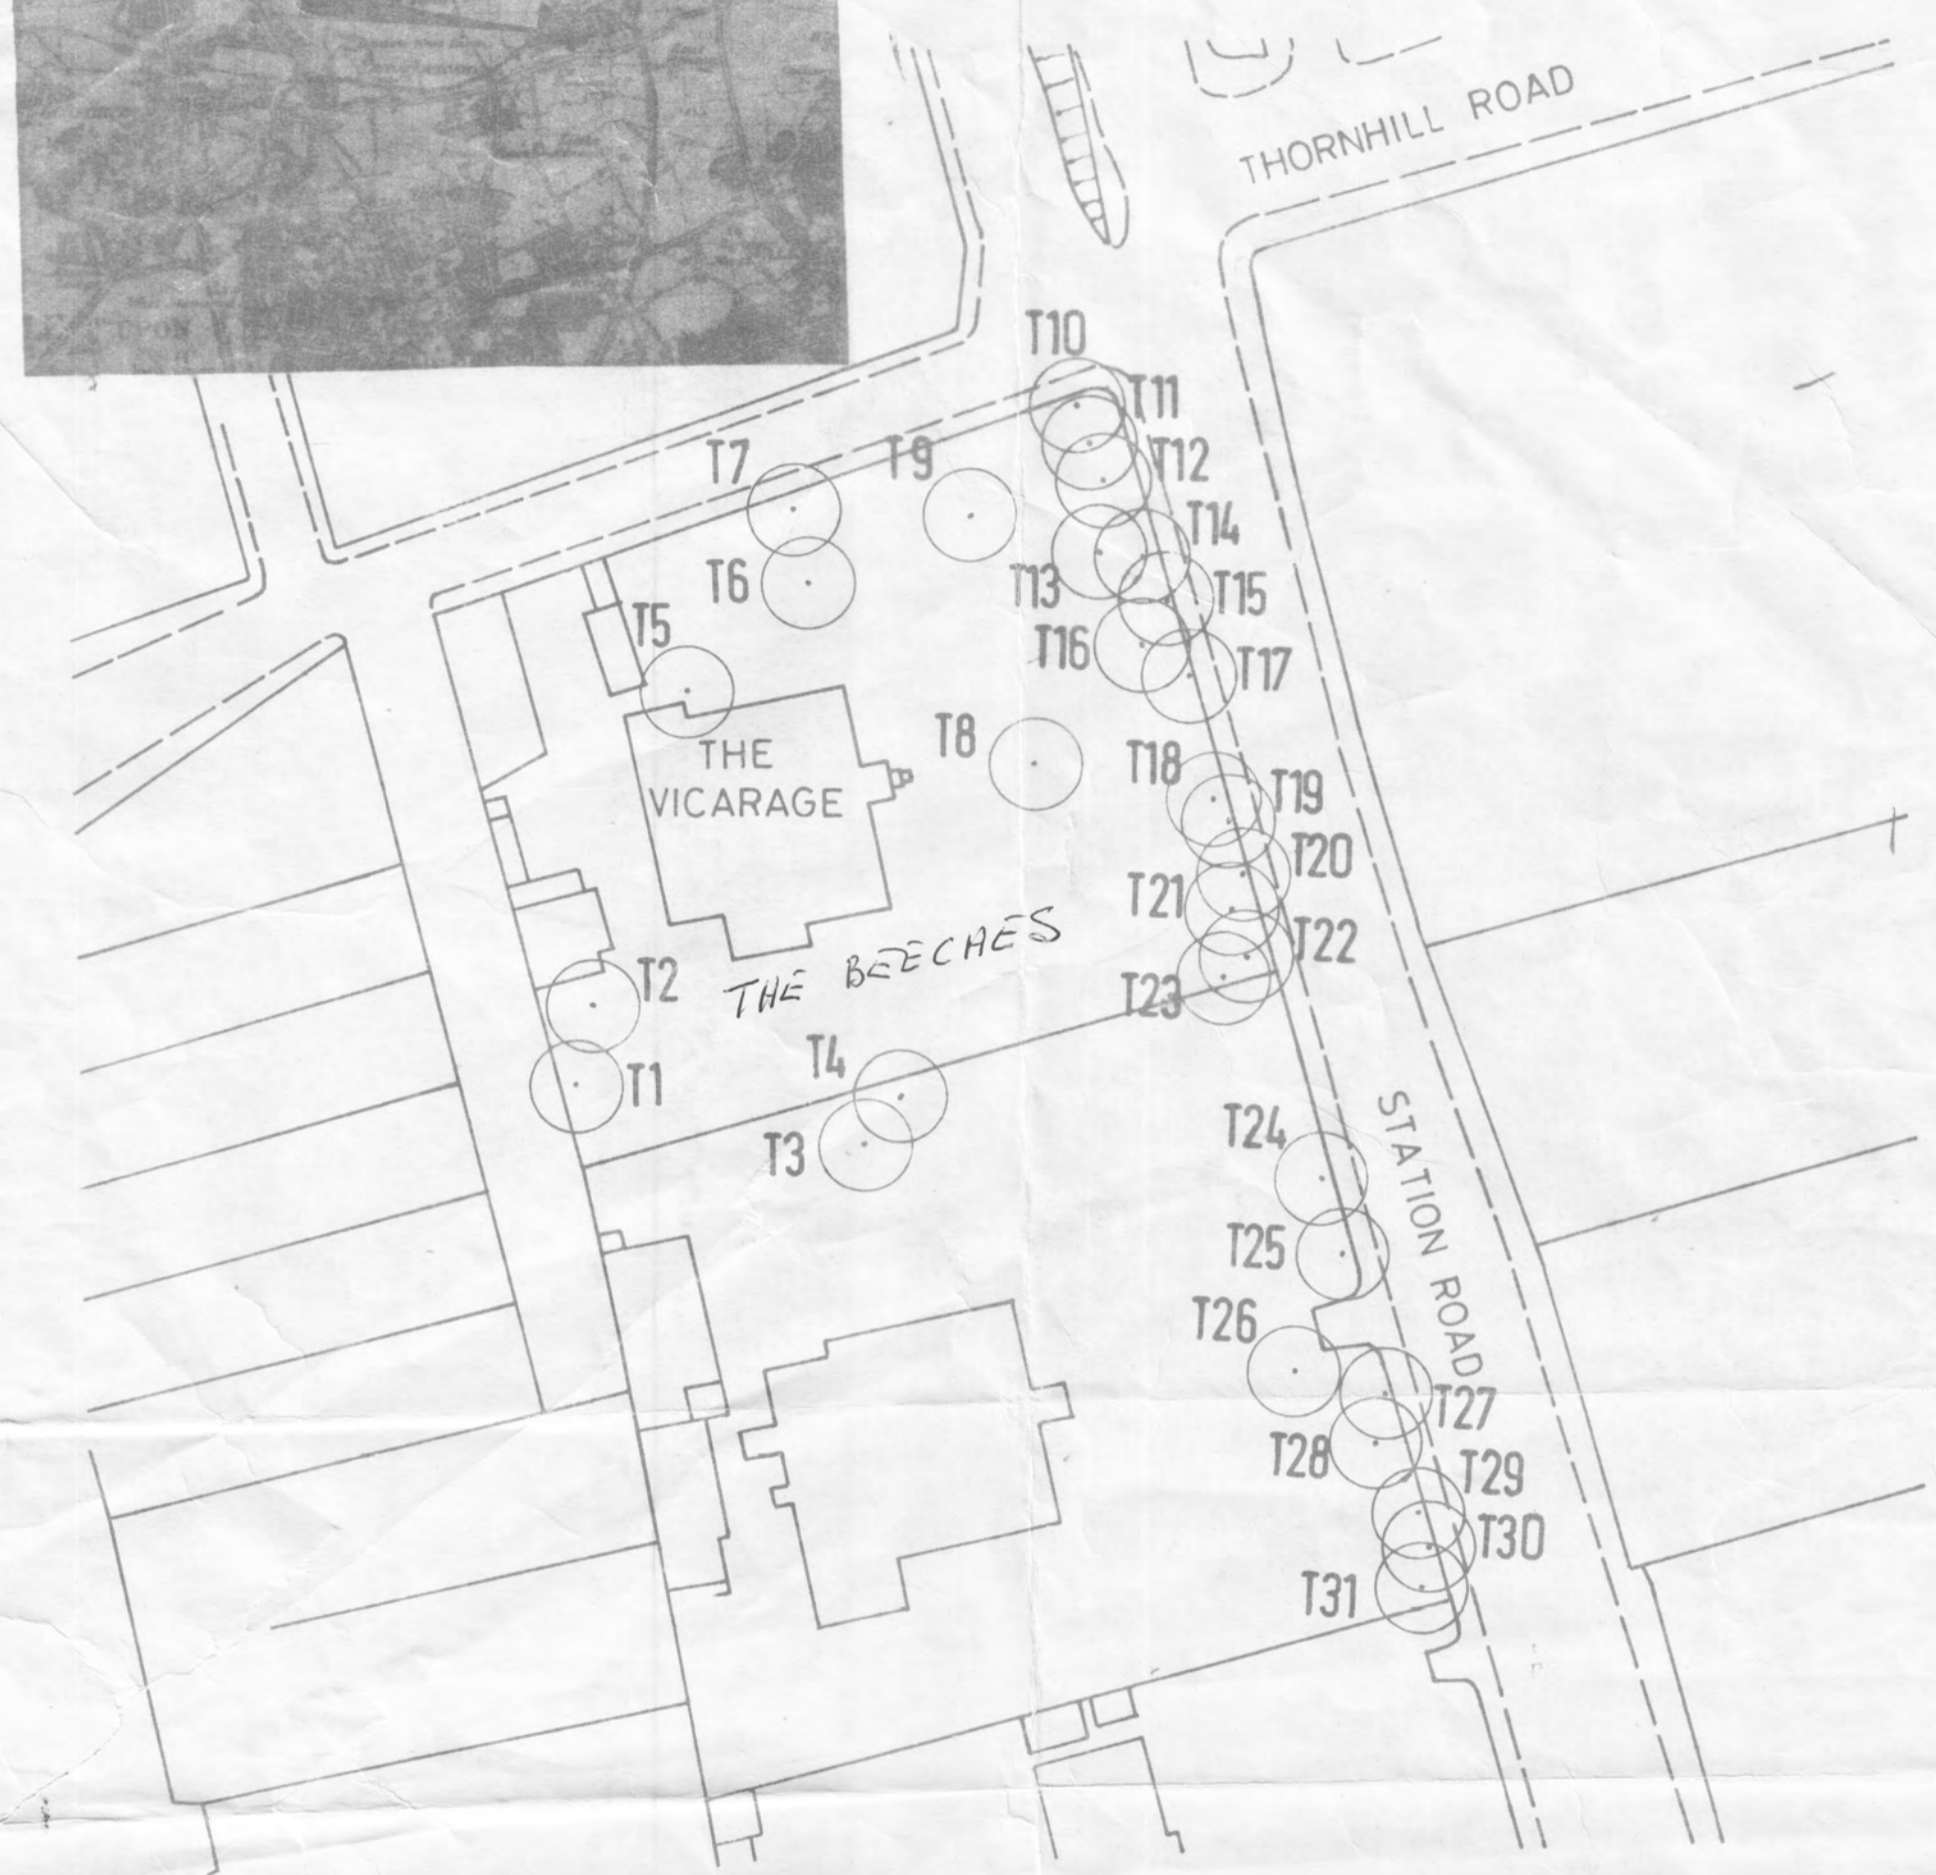 THORNHILL ROAD
T10
T11
T7
T9
T12
T14
T6
T13
T15
T5
T16
T17
T8
T18
THE
VICARAGE
T19
T20
T21
THE BEECHES
T22
T2
T23
T1
T4
T3
T24
STATION ROAD
T25
T26
T27
T28
T29
T30
T31